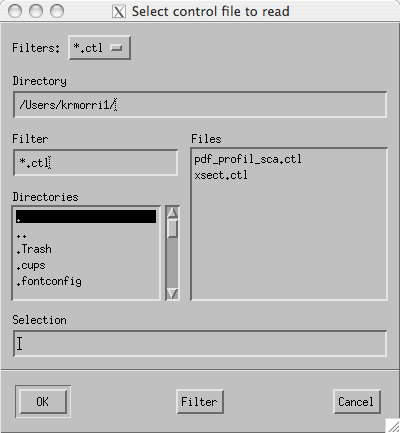 Select control file to read
Filters: *.ctl
Directory
/Users/krmorri1/
Filter
*.ctl
Files
pdf_profil_sca.ctl
xsect.ctl
Directories
.
..
.Trash
.cups
.fontconfig
Selection
OK
Filter
Cancel